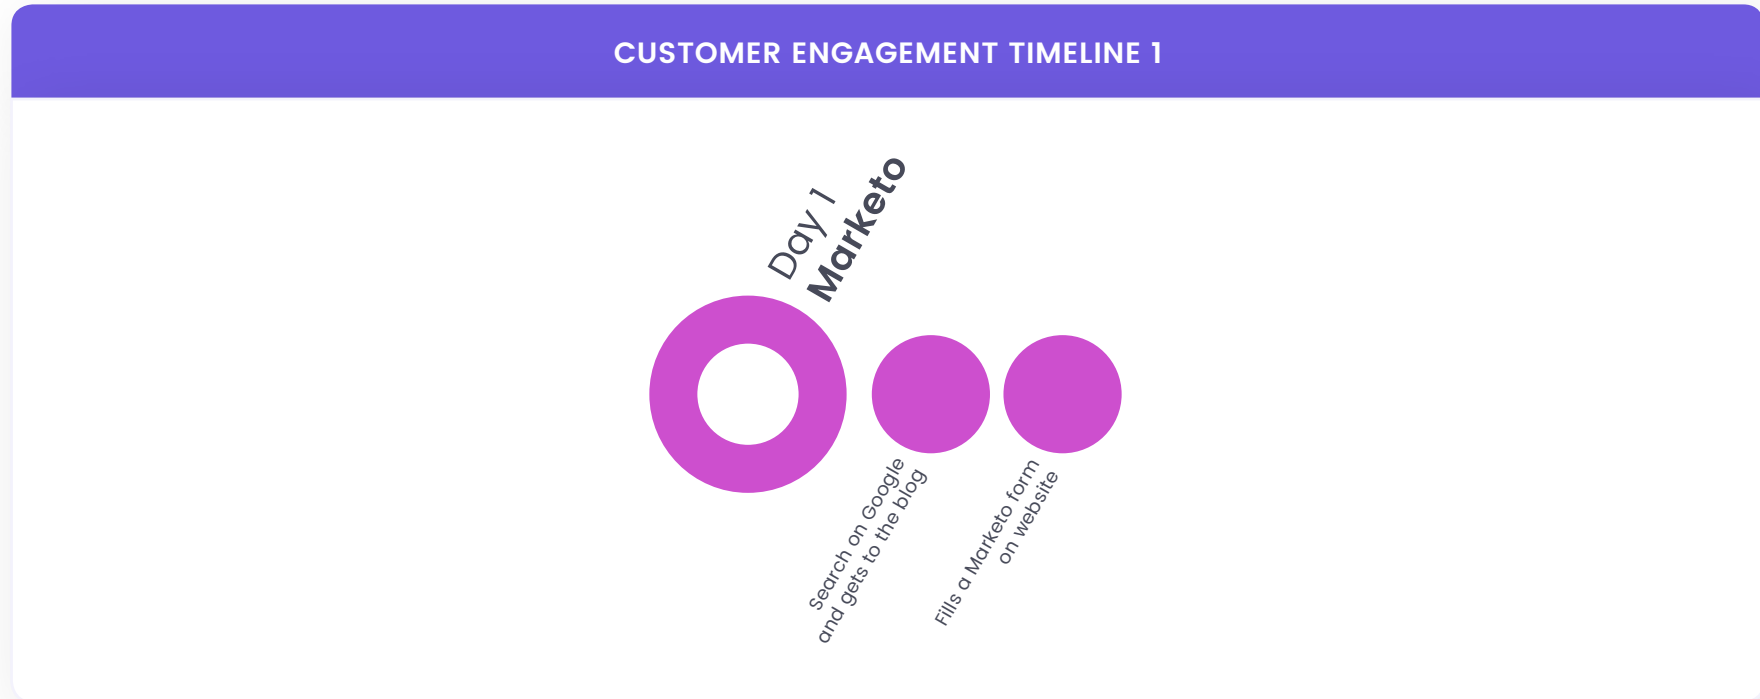 CUSTOMER ENGAGEMENT TIMELINE 1
Day 1
Marketo
Search on Google
and gets to the blog
Fills a Marketo form
on website